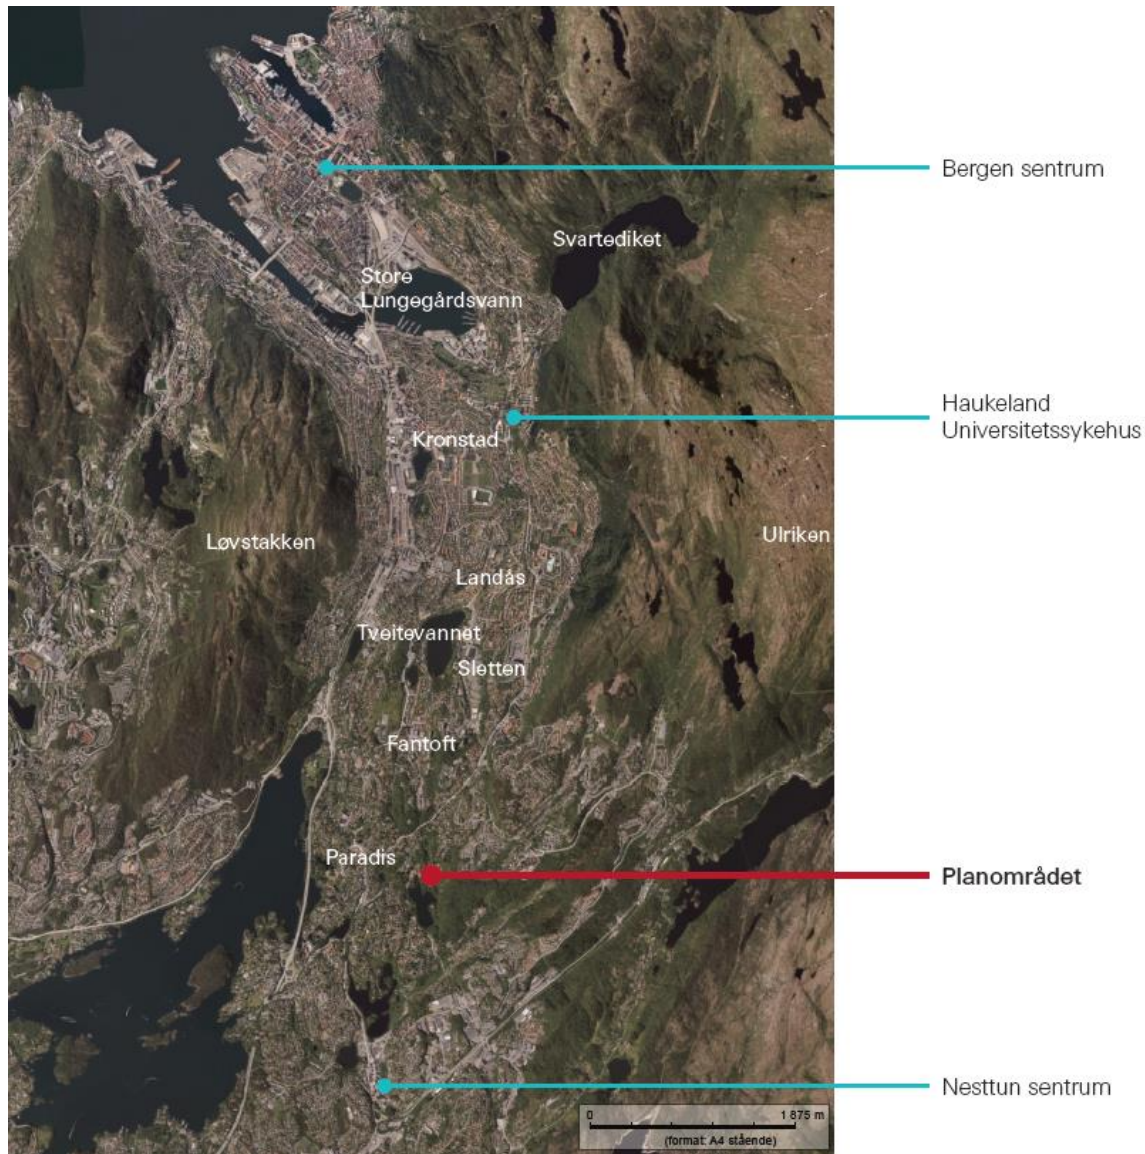 Bergen sentrum
Svartediket
Store
Lungegårdsvann
Haukeland
Universitetssykehus
Kronstad
Løvstakken
Ulriken
Landås
Tveitevannet
Sletten
Fantoft
Paradis
Planområdet
Nesttun sentrum
0 1 875 m
(format: A4 stående)